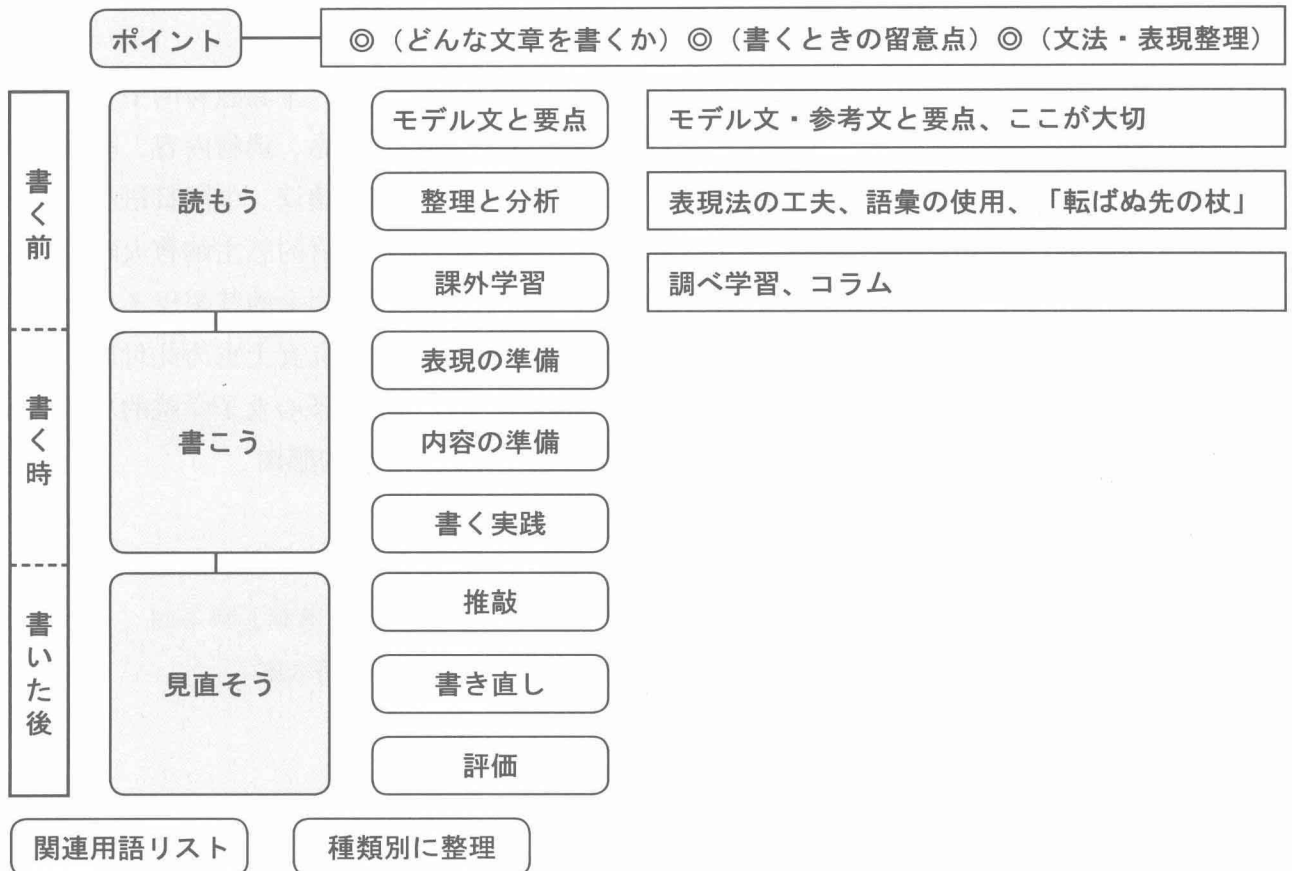 ポイント
◎（どんな文章を書くか）◎（書くときの留意点）◎（文法・表現整理）
書く前
読もう
モデル文と要点
モデル文・参考文と要点、ここが大切
整理と分析
表現法の工夫、語彙の使用、「転ばぬ先の杖」
課外学習
調べ学習、コラム
書く時
書こう
表現の準備
内容の準備
書く実践
書いた後
見直そう
推敲
書き直し
評価
関連用語リスト
種類別に整理